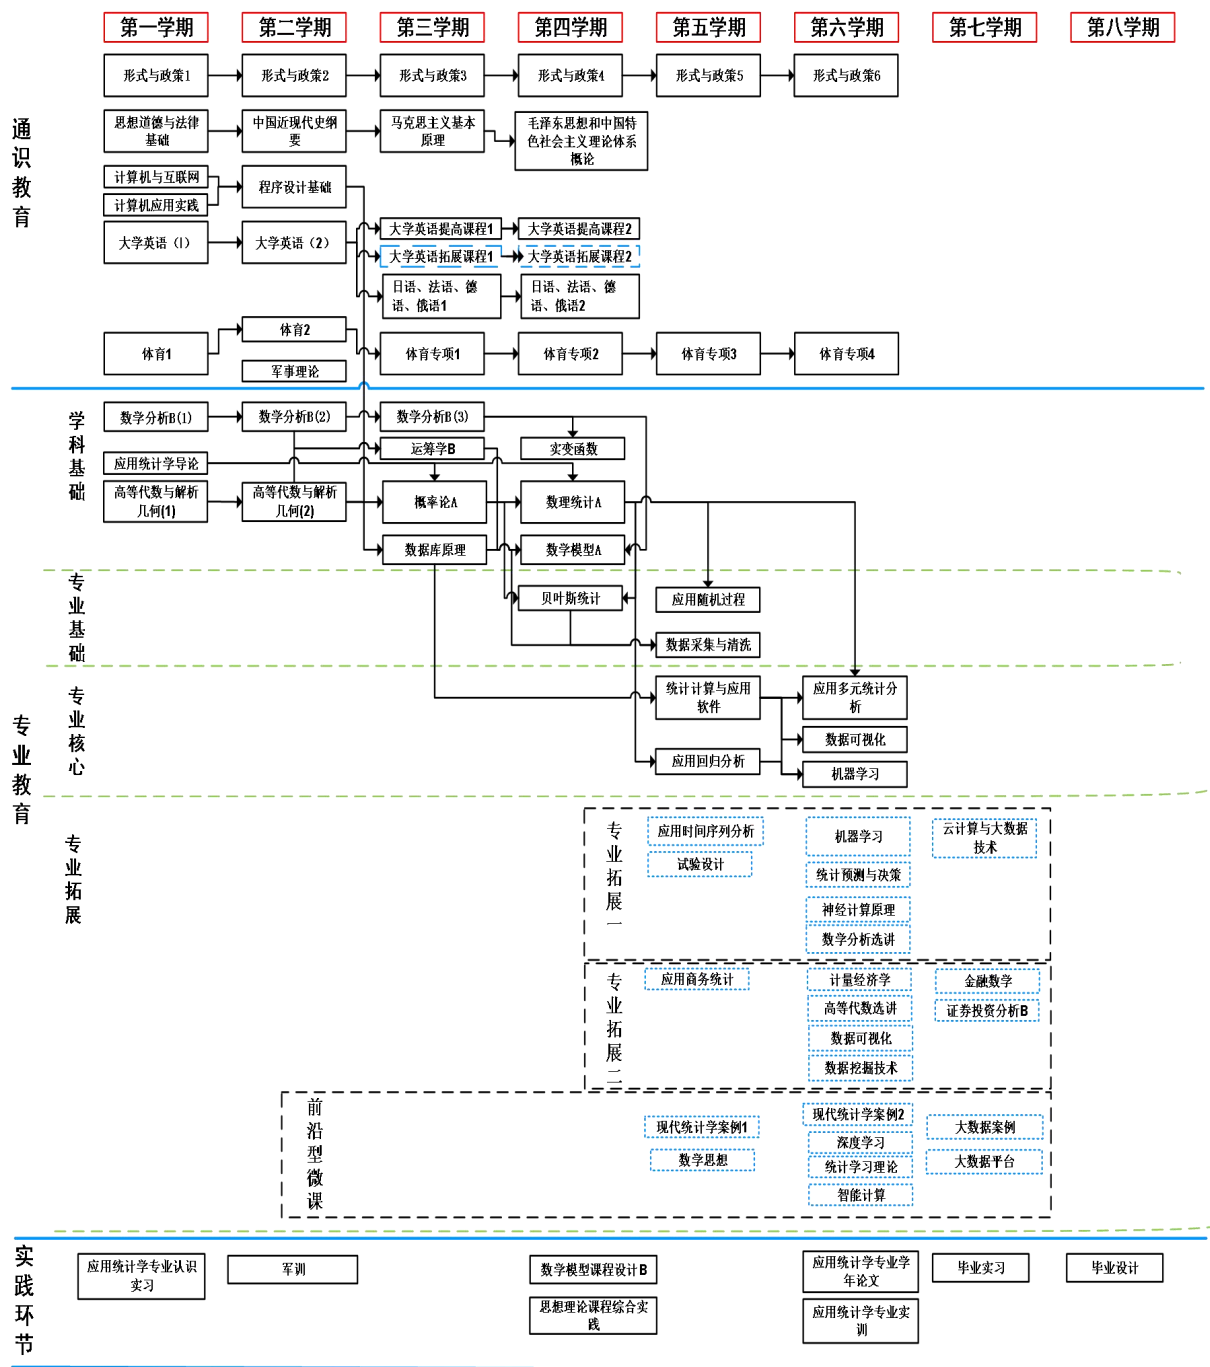 第一学期
第二学期
第三学期
第四学期
第五学期
第六学期
第七学期
第八学期
通识教育
形式与政策1
形式与政策2
形式与政策3
形式与政策4
形式与政策5
形式与政策6
思想道德与法律
基础
中国近现代史纲
要
马克思主义基本
原理
毛泽东思想和中国特
色社会主义理论体系
概论
计算机与互联网
计算机应用实践
程序设计基础
大学英语（I）
大学英语（2）
大学英语提高课程1
大学英语提高课程2
大学英语拓展课程1
大学英语拓展课程2
日语、法语、德
语、俄语1
日语、法语、德
语、俄语2
体育1
体育2
军事理论
体育专项1
体育专项2
体育专项3
体育专项4
专业教育
学科基础
数学分析B(1)
数学分析B(2)
数学分析B(3)
运筹学B
实变函数
应用统计学导论
高等代数与解析
几何(1)
高等代数与解析
几何(2)
概率论A
数理统计A
数据库原理
数学模型A
专业基础
贝叶斯统计
应用随机过程
数据采集与清洗
专业核心
统计计算与应用
软件
应用多元统计分
析
数据可视化
应用回归分析
机器学习
专业拓展
专业拓展一
应用时间序列分析
试验设计
机器学习
统计预测与决策
神经计算原理
数学分析选讲
云计算与大数据
技术
专业拓展二
应用商务统计
计量经济学
高等代数选讲
数据可视化
数据挖掘技术
金融数学
证券投资分析B
前沿型微课
现代统计学案例1
数学思想
现代统计学案例2
深度学习
统计学习理论
智能计算
大数据案例
大数据平台
实践环节
应用统计学专业认识
实习
军训
数学模型课程设计B
思想理论课程综合实
践
应用统计学专业学
年论文
应用统计学专业实
训
毕业实习
毕业设计